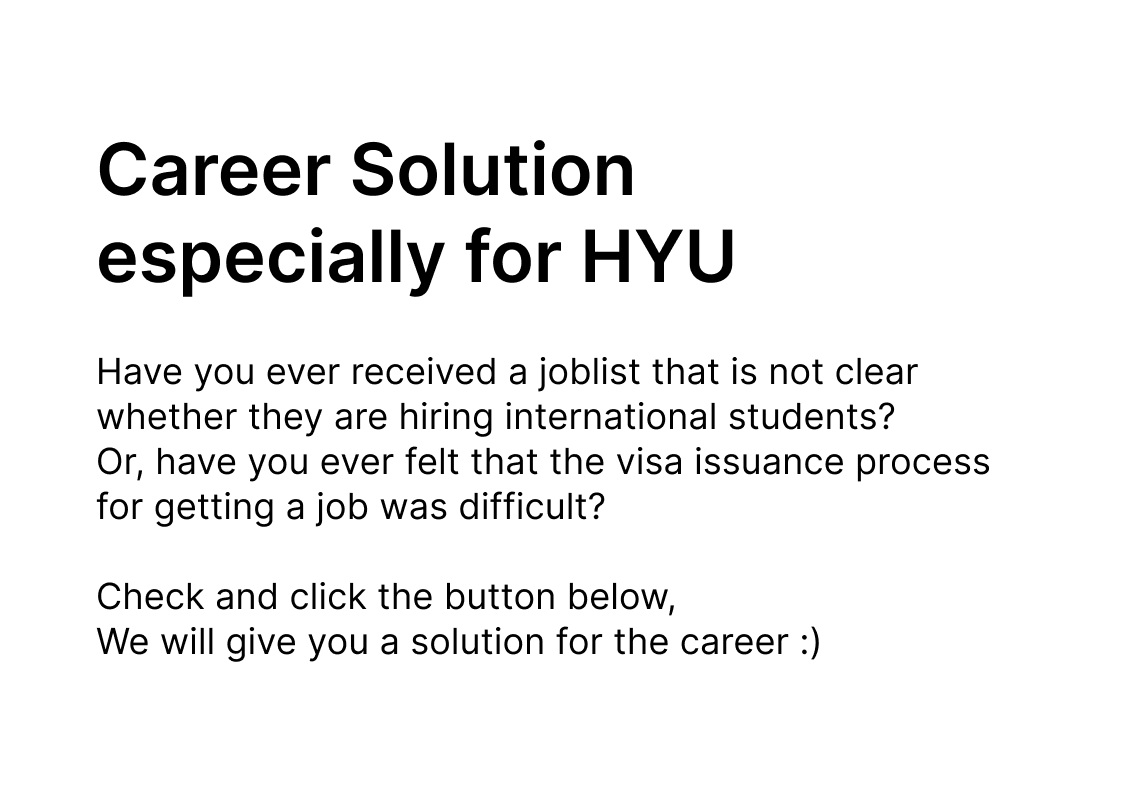 Career Solution
especially for HYU
Have you ever received a joblist that is not clear
whether they are hiring international students?
Or, have you ever felt that the visa issuance process
for getting a job was difficult?
Check and click the button below,
We will give you a solution for the career :)